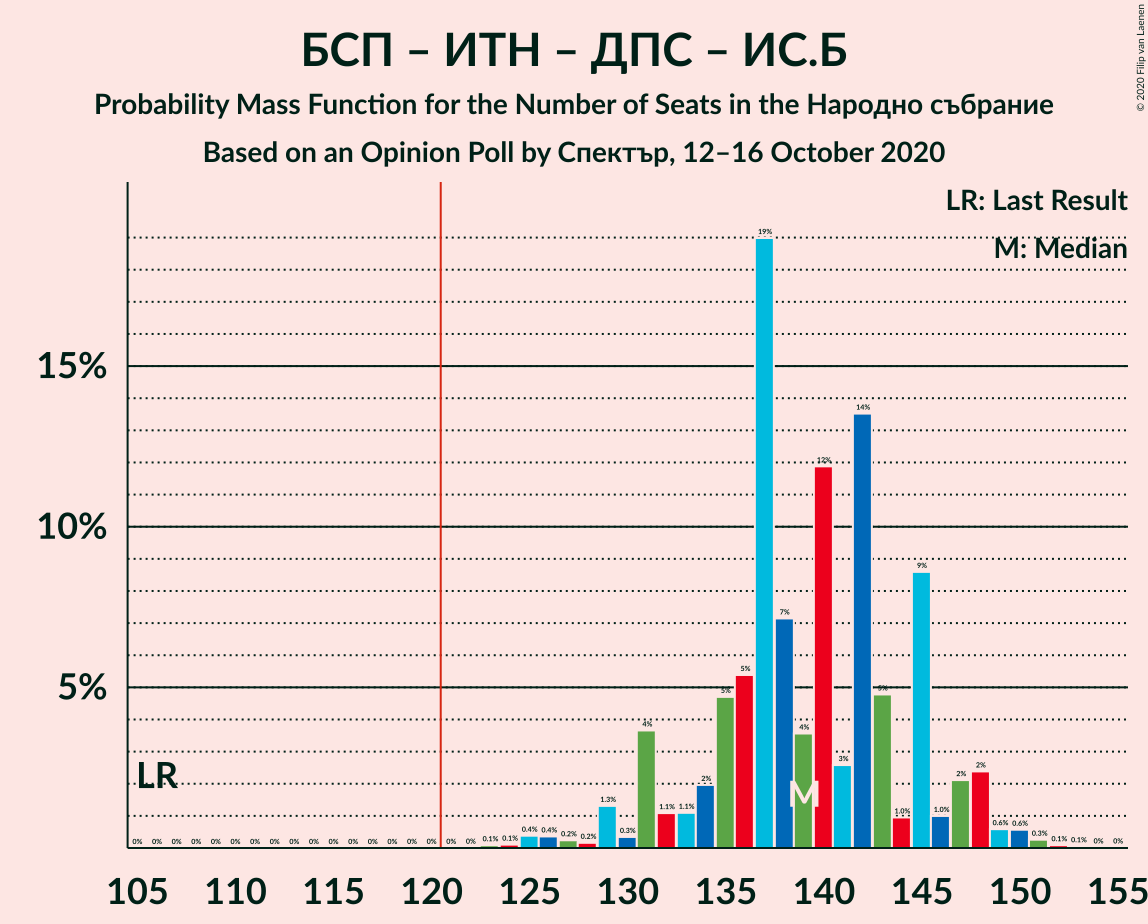 БСП – ИТН – ДПС – ИС.Б
Probability Mass Function for the Number of Seats in the Народно събрание
Based on an Opinion Poll by Спектър, 12–16 October 2020
© 2020 Filip van Laenen
LR: Last Result
M: Median
15%
10%
5%
LR
M
0% 0% 0% 0% 0% 0% 0% 0% 0% 0% 0% 0% 0% 0% 0% 0% 0% 0% 0.1% 0.1% 0.4% 0.4% 0.2% 0.2% 1.3% 0.3% 4% 1.1% 1.1% 2% 5% 5% 19% 7% 4% 12% 3% 14% 5% 1.0% 9% 1.0% 2% 2% 0.6% 0.6% 0.3% 0.1% 0.1% 0% 0%
105 110 115 120 125 130 135 140 145 150 155